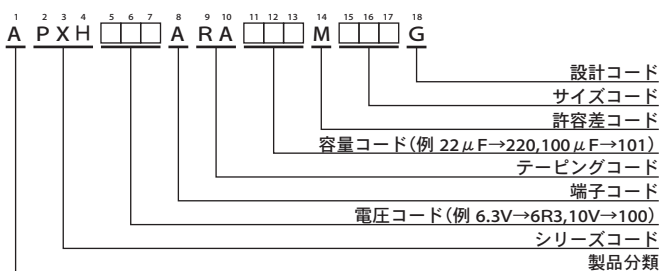 1 2 3 4 5 6 7 8 9 10 11 12 13 14 15 16 17 18
A PXH □□□ A RA □□□ M □□□ G
設計コード
サイズコード
許容差コード
容量コード(例 22μF→220,100μF→101)
テーピングコード
端子コード
電圧コード(例 6.3V→6R3,10V→100)
シリーズコード
製品分類